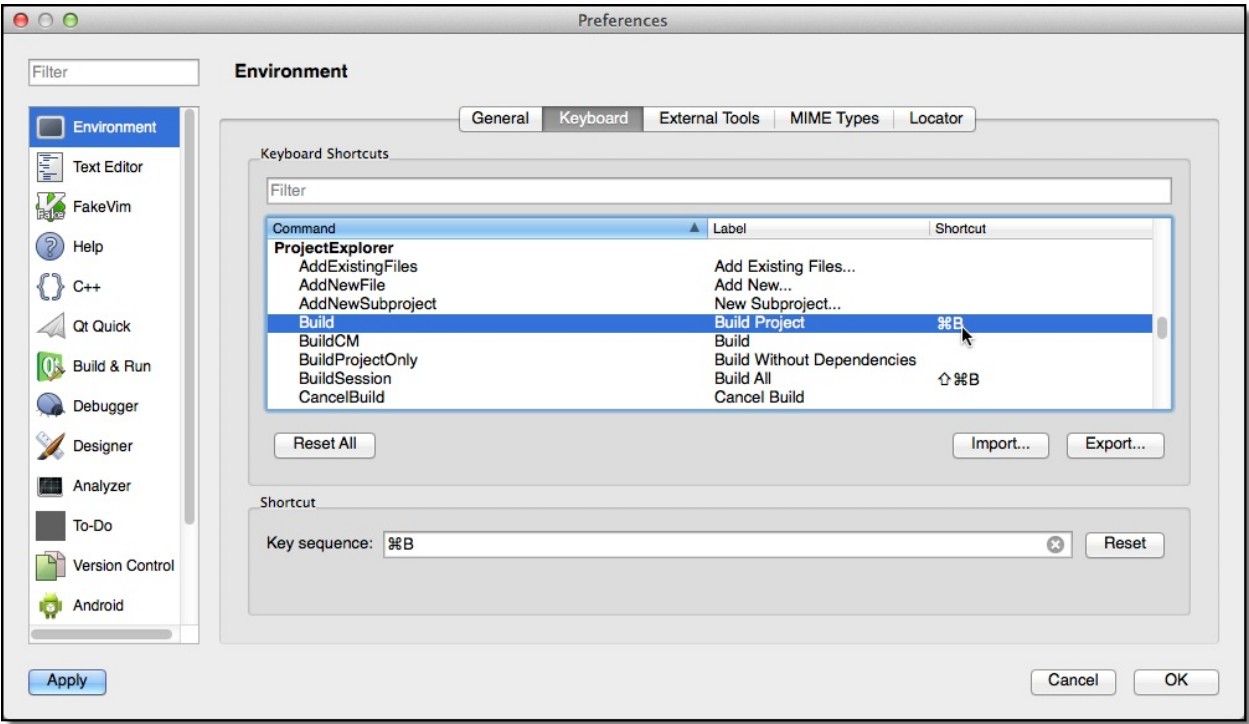 Preferences
Filter
Environment
Environment
Text Editor
FakeVim
Help
C++
Qt Quick
Build & Run
Debugger
Designer
Analyzer
To-Do
Version Control
Android
General Keyboard External Tools MIME Types Locator
Keyboard Shortcuts
Filter
Command Label Shortcut
ProjectExplorer
AddExistingFiles Add Existing Files...
AddNewFile Add New...
AddNewSubproject New Subproject...
Build Build Project ⌘B
BuildCM Build
BuildProjectOnly Build Without Dependencies
BuildSession Build All ⇧⌘B
CancelBuild Cancel Build
Reset All Import... Export...
Shortcut
Key sequence: ⌘B Reset
Apply Cancel OK